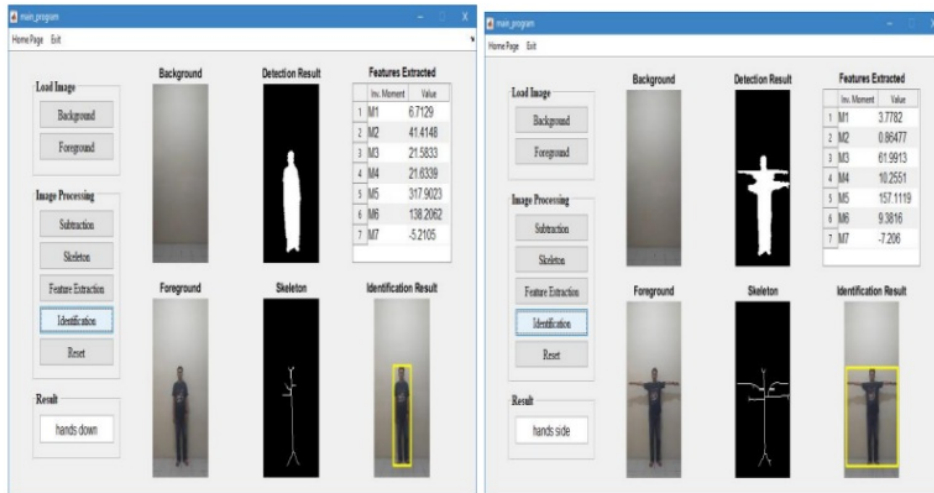 main_program
Home Page Exit
Load Image
Background
Foreground
Image Processing
Subtraction
Skeleton
Feature Extraction
Identification
Reset
Result
hands down
Background
Detection Result
Features Extracted
Inv. Moment Value
1 M1 6.7129
2 M2 41.4148
3 M3 21.5833
4 M4 21.6339
5 M5 317.9023
6 M6 138.2062
7 M7 -5.2105
Foreground
Skeleton
Identification Result
main_program
Home Page Exit
Load Image
Background
Foreground
Image Processing
Subtraction
Skeleton
Feature Extraction
Identification
Reset
Result
hands side
Background
Detection Result
Features Extracted
Inv. Moment Value
1 M1 3.7782
2 M2 0.86477
3 M3 61.9913
4 M4 10.2551
5 M5 157.1119
6 M6 9.3816
7 M7 -7.206
Foreground
Skeleton
Identification Result